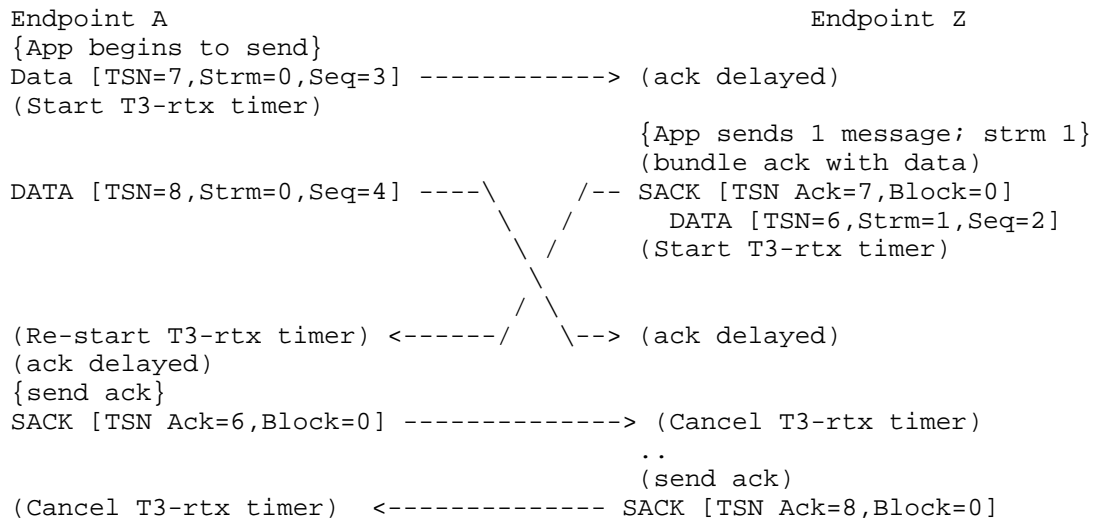 Endpoint A                                         Endpoint Z
{App begins to send}
Data [TSN=7,Strm=0,Seq=3] ------------> (ack delayed)
(Start T3-rtx timer)
                                        {App sends 1 message; strm 1}
                                        (bundle ack with data)
DATA [TSN=8,Strm=0,Seq=4] ----\     /-- SACK [TSN Ack=7,Block=0]
                               \   /      DATA [TSN=6,Strm=1,Seq=2]
                                \ /     (Start T3-rtx timer)
                                 \
                                / \
(Re-start T3-rtx timer) <------/   \--> (ack delayed)
(ack delayed)
{send ack}
SACK [TSN Ack=6,Block=0] --------------> (Cancel T3-rtx timer)
                                        ..
                                        (send ack)
(Cancel T3-rtx timer)  <-------------- SACK [TSN Ack=8,Block=0]